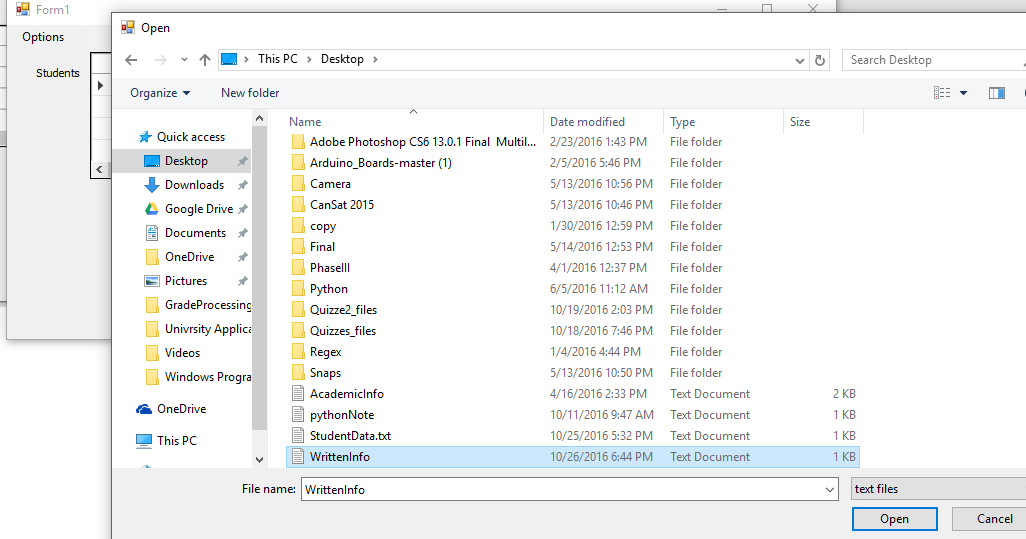 Form1
Options
Students
Open
This PC > Desktop >
Search Desktop
Organize
New folder
Quick access
Desktop
Downloads
Google Drive
Documents
OneDrive
Pictures
GradeProcessing
Univrsity Applica
Videos
Windows Progra
OneDrive
This PC
Name Date modified Type Size
Adobe Photoshop CS6 13.0.1 Final Multil... 2/23/2016 1:43 PM File folder
Arduino_Boards-master (1) 2/5/2016 5:46 PM File folder
Camera 5/13/2016 10:56 PM File folder
CanSat 2015 5/13/2016 10:46 PM File folder
copy 1/30/2016 12:59 PM File folder
Final 5/14/2016 12:53 PM File folder
PhaseIII 4/1/2016 12:37 PM File folder
Python 6/5/2016 11:12 AM File folder
Quizze2_files 10/19/2016 2:03 PM File folder
Quizzes_files 10/18/2016 7:46 PM File folder
Regex 1/4/2016 4:44 PM File folder
Snaps 5/13/2016 10:50 PM File folder
AcademicInfo 4/16/2016 2:33 PM Text Document 2 KB
pythonNote 10/11/2016 9:47 AM Text Document 1 KB
StudentData.txt 10/25/2016 5:32 PM Text Document 1 KB
WrittenInfo 10/26/2016 6:44 PM Text Document 1 KB
File name: WrittenInfo
text files
Open
Cancel